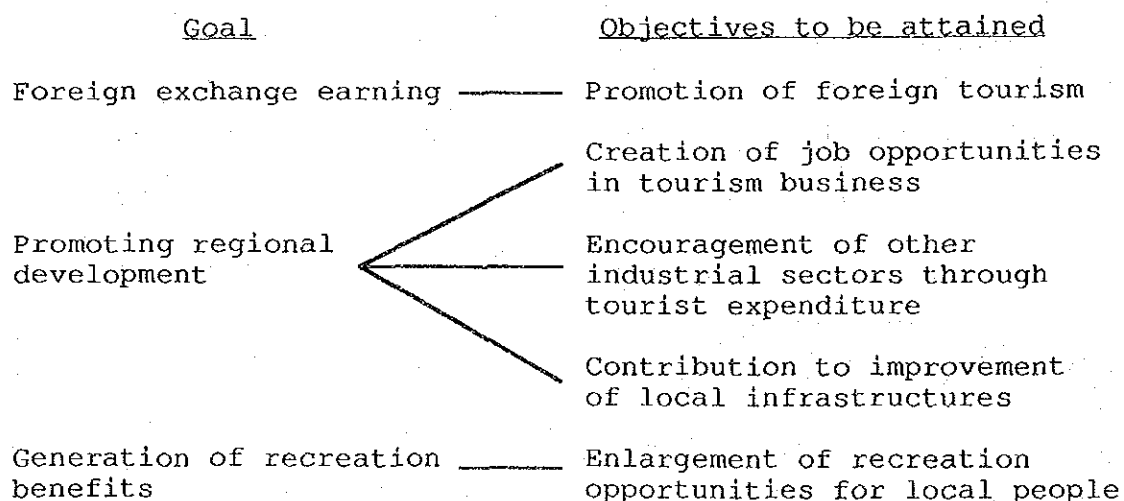 Goal Objectives to be attained
Foreign exchange earning Promotion of foreign tourism
Creation of job opportunities
in tourism business
Promoting regional
development
Encouragement of other
industrial sectors through
tourist expenditure
Contribution to improvement
of local infrastructures
Generation of recreation
benefits
Enlargement of recreation
opportunities for local people